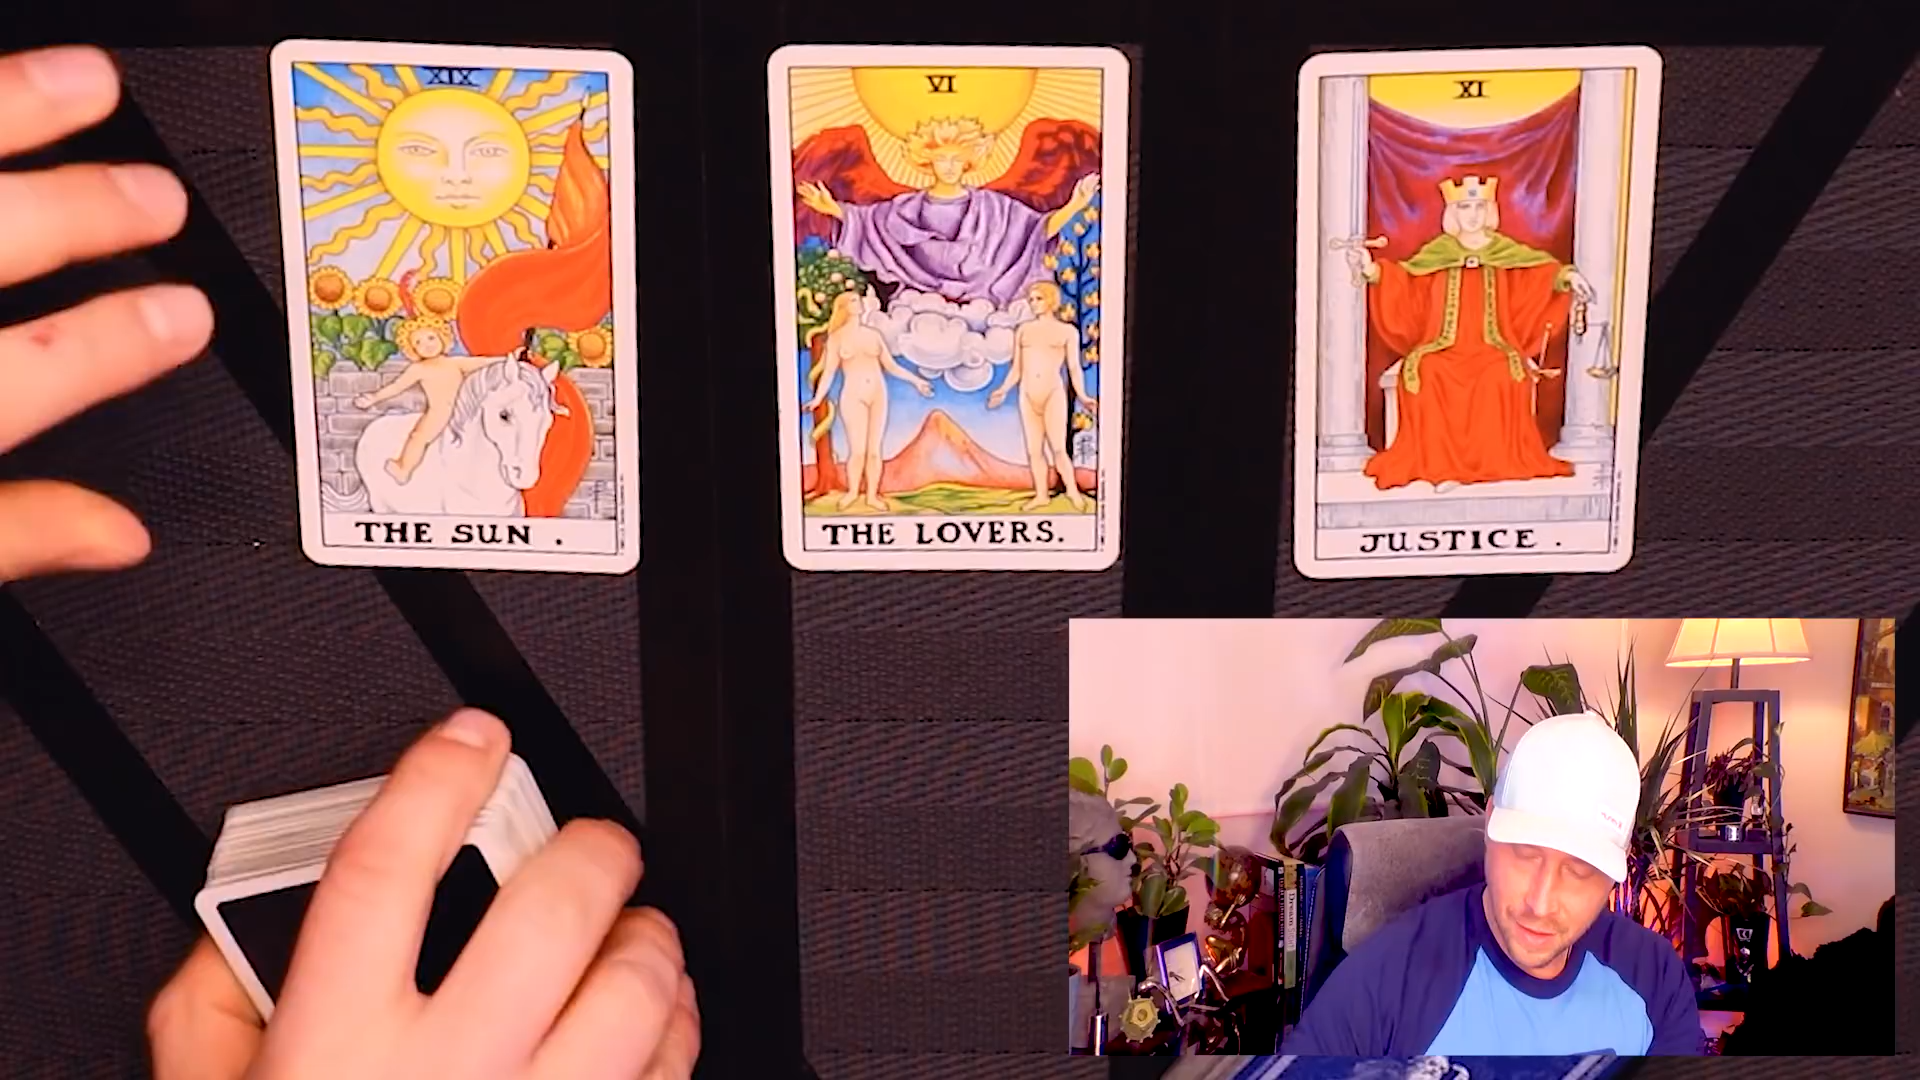 XIX
THE SUN .
VI
THE LOVERS.
XI
JUSTICE .